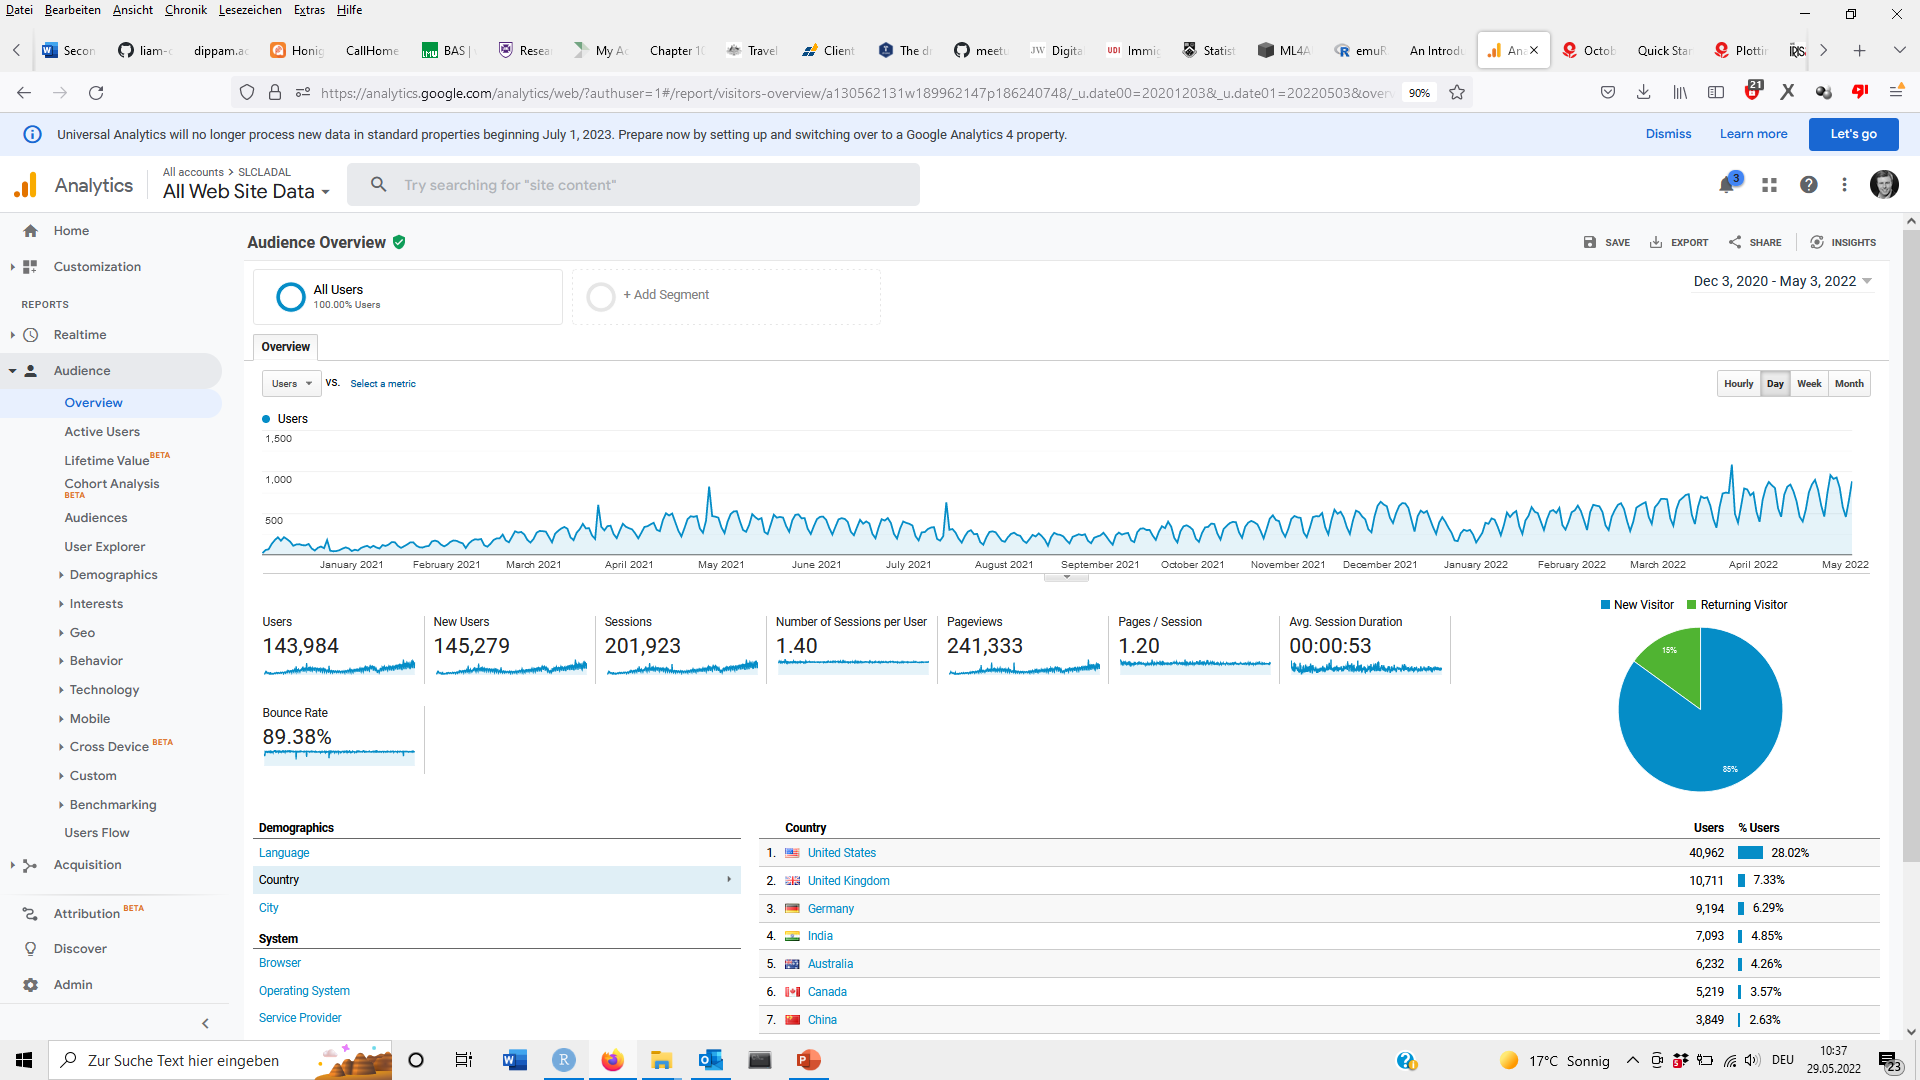 Datei Bearbeiten Ansicht Chronik Lesezeichen Extras Hilfe
Secon liam- dippam.ac Honig CallHome BAS | Resea My Ac Chapter 10 Travel Client The di meetu Digita Immig Statist ML4A emuR An Introdu Ana Octob Quick Star Plottin
https://analytics.google.com/analytics/web/?authuser=1#/report/visitors-overview/a130562131w189962147p186240748/_u.date00=20201203&_u.date01=20220503&over 90% 21
Universal Analytics will no longer process new data in standard properties beginning July 1, 2023. Prepare now by setting up and switching over to a Google Analytics 4 property. Dismiss Learn more Let's go
All accounts > SLCLADAL
Analytics All Web Site Data Try searching for "site content" 3
Home
Customization
REPORTS
Realtime
Audience
Overview
Active Users
Lifetime Value BETA
Cohort Analysis
BETA
Audiences
User Explorer
Demographics
Interests
Geo
Behavior
Technology
Mobile
Cross Device BETA
Custom
Benchmarking
Users Flow
Acquisition
Attribution BETA
Discover
Admin
Audience Overview SAVE EXPORT SHARE INSIGHTS
All Users
100.00% Users
+ Add Segment
Dec 3, 2020 - May 3, 2022
Overview
Users VS. Select a metric Hourly Day Week Month
Users
1,500
1,000
500
January 2021 February 2021 March 2021 April 2021 May 2021 June 2021 July 2021 August 2021 September 2021 October 2021 November 2021 December 2021 January 2022 February 2022 March 2022 April 2022 May 2022
New Visitor Returning Visitor
Users New Users Sessions Number of Sessions per User Pageviews Pages / Session Avg. Session Duration
143,984 145,279 201,923 1.40 241,333 1.20 00:00:53
15%
85%
Bounce Rate
89.38%
Demographics
Language
Country
City
System
Browser
Operating System
Service Provider
Country Users % Users
1. United States 40,962 28.02%
2. United Kingdom 10,711 7.33%
3. Germany 9,194 6.29%
4. India 7,093 4.85%
5. Australia 6,232 4.26%
6. Canada 5,219 3.57%
7. China 3,849 2.63%
Zur Suche Text hier eingeben 17°C Sonnig DEU 10:37
29.05.2022 23